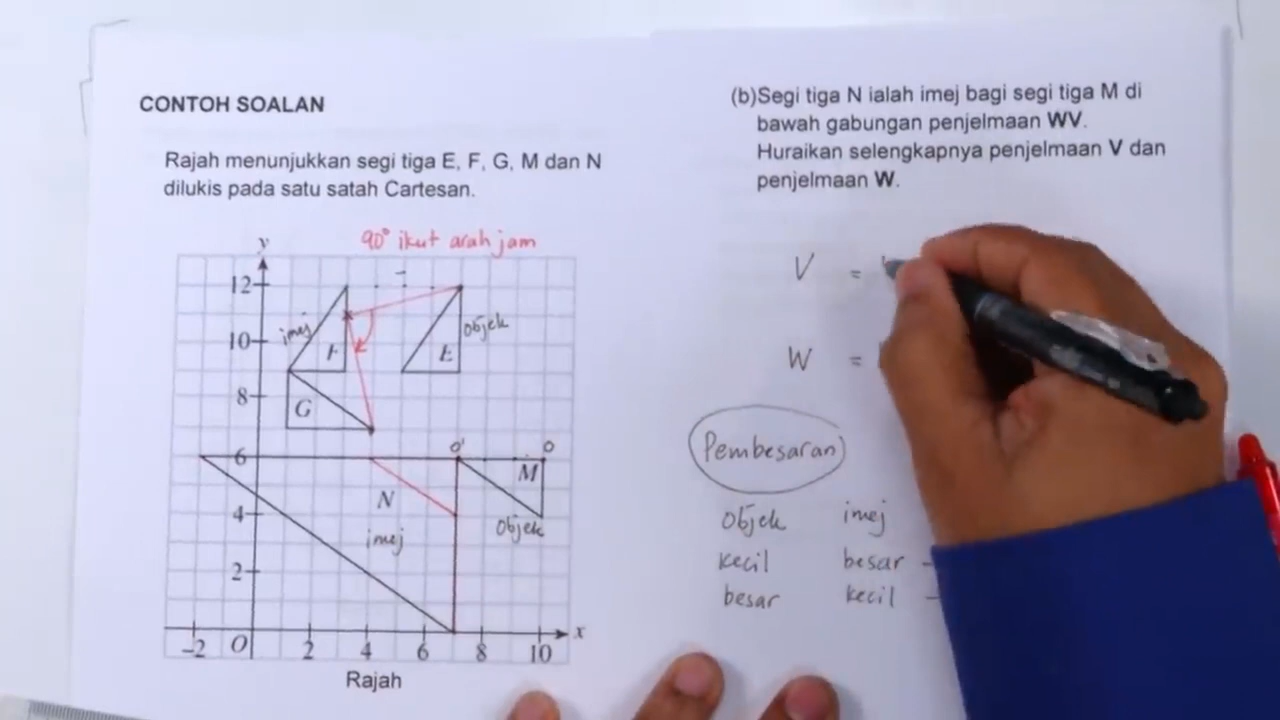 CONTOH SOALAN
Rajah menunjukkan segi tiga E, F, G, M dan N
dilukis pada satu satah Cartesan.
90° ikut arah jam
y
12
10
8
6
4
2
imej
F
objek
E
G
O'
O
M
N
imej
objek
-2
O
2
4
6
8
10
x
Rajah
(b)Segi tiga N ialah imej bagi segi tiga M di
bawah gabungan penjelmaan WV.
Huraikan selengkapnya penjelmaan V dan
penjelmaan W.
V =
W =
Pembesaran
objek imej
kecil besar
besar kecil